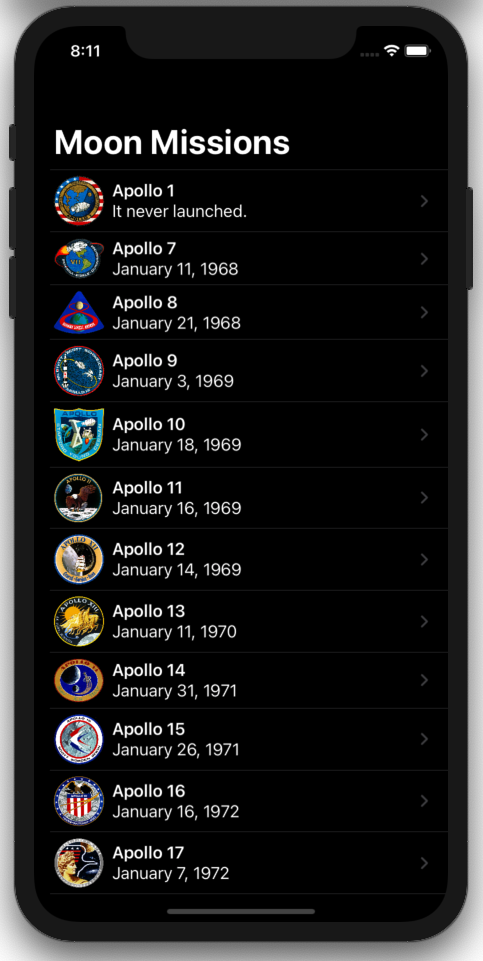 8:11
Moon Missions
Apollo 1
It never launched.
Apollo 7
January 11, 1968
Apollo 8
January 21, 1968
Apollo 9
January 3, 1969
Apollo 10
January 18, 1969
Apollo 11
January 16, 1969
Apollo 12
January 14, 1969
Apollo 13
January 11, 1970
Apollo 14
January 31, 1971
Apollo 15
January 26, 1971
Apollo 16
January 16, 1972
Apollo 17
January 7, 1972